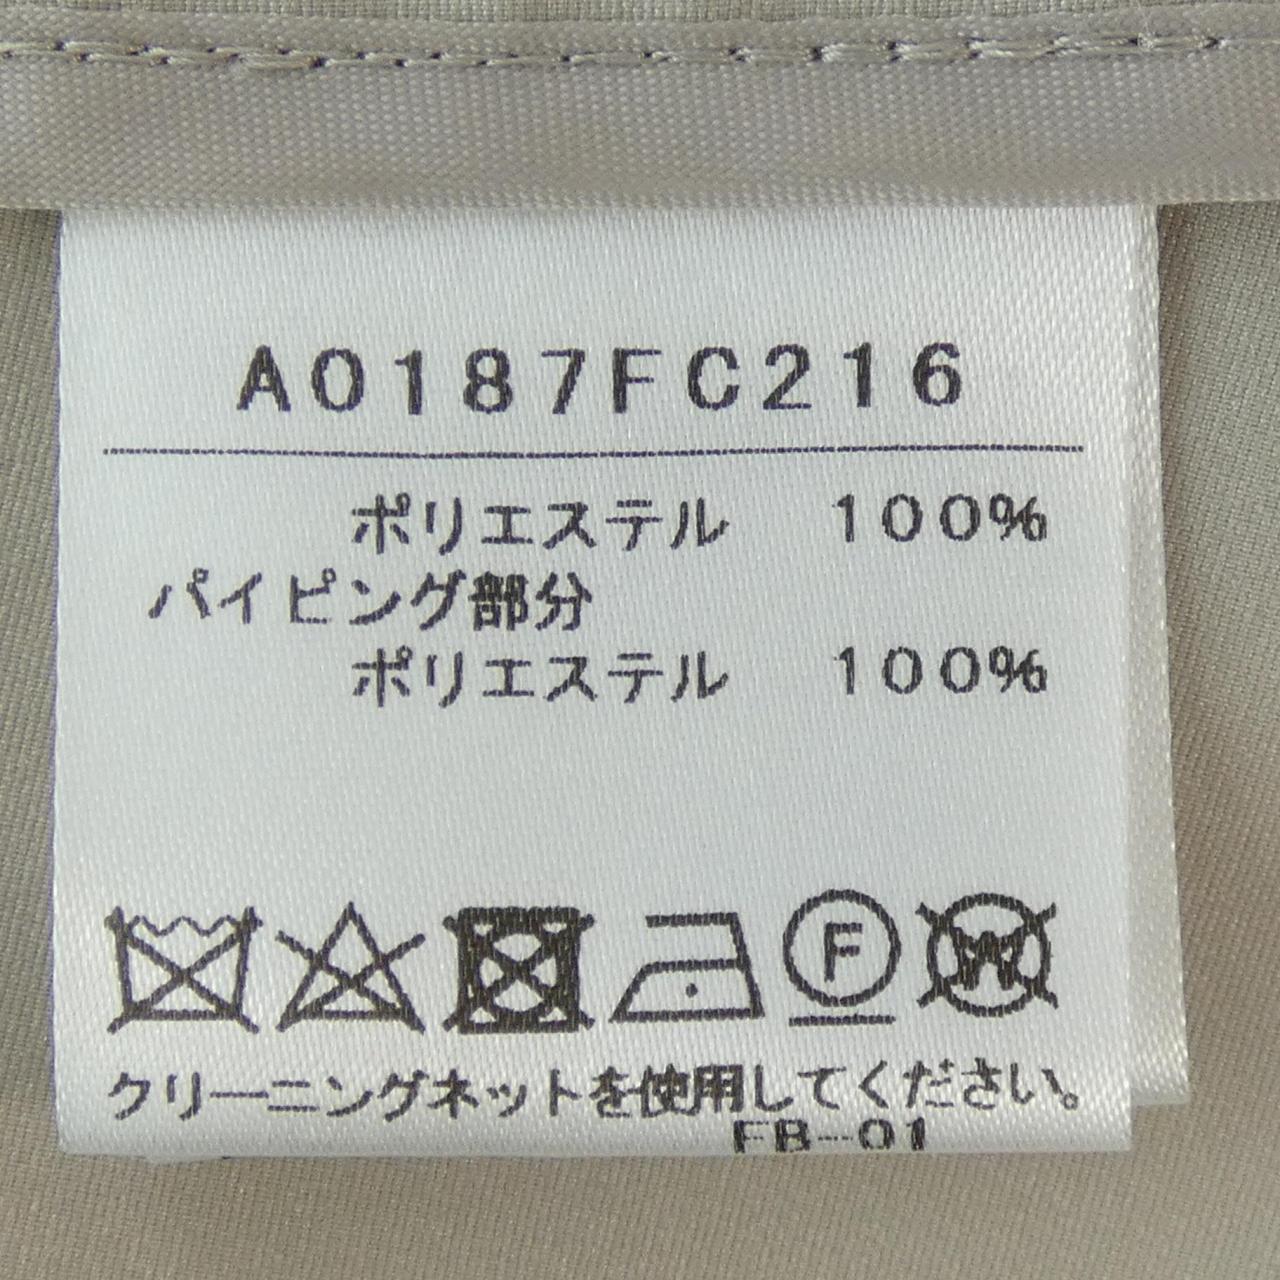 A0187FC216
ポリエステル 100%
パイピング部分
ポリエステル 100%
F W
クリーニングネットを使用してください。
FB-01